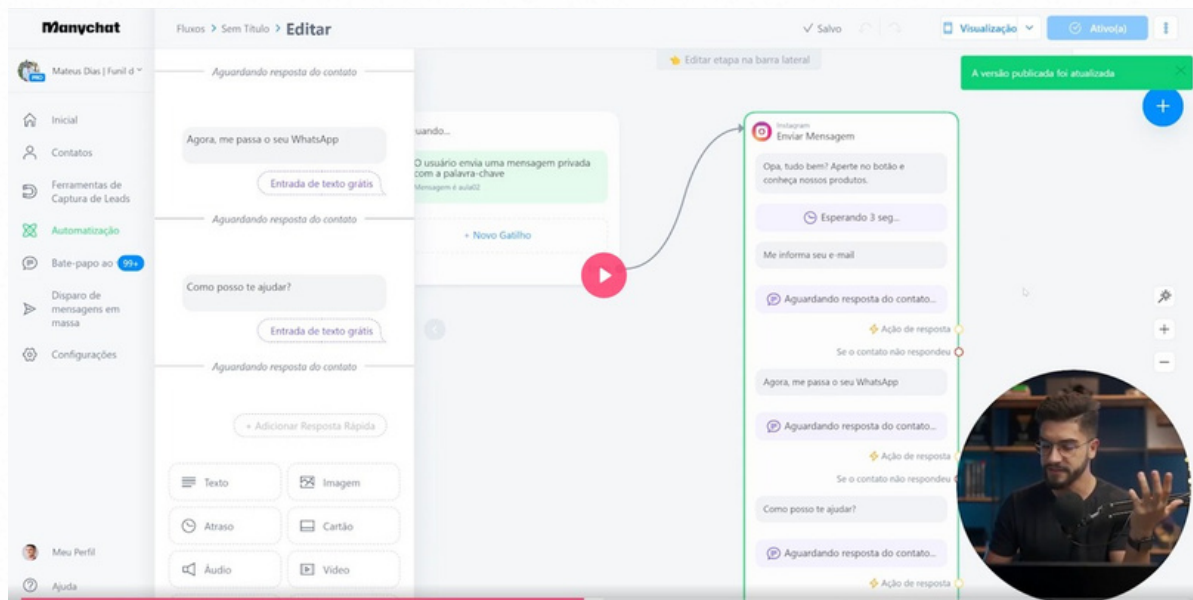 Manychat
Fluxos > Sem Título > Editar
Salvo
Visualização
Ativo(a)
Mateus Dias | Funil d
PRO
Inicial
Contatos
Ferramentas de
Captura de Leads
Automatização
Bate-papo ao
99+
Disparo de
mensagens em
massa
Configurações
Meu Perfil
Ajuda
Aguardando resposta do contato
Agora, me passa o seu WhatsApp
Entrada de texto grátis
Aguardando resposta do contato
Como posso te ajudar?
Entrada de texto grátis
Aguardando resposta do contato
+ Adicionar Resposta Rápida
Texto
Imagem
Atraso
Cartão
Áudio
Vídeo
Editar etapa na barra lateral
uando...
O usuário envia uma mensagem privada
com a palavra-chave
Mensagem é aula02
+ Novo Gatilho
A versão publicada foi atualizada
Instagram
Enviar Mensagem
Opa, tudo bem? Aperte no botão e
conheça nossos produtos.
Esperando 3 seg...
Me informa seu e-mail
Aguardando resposta do contato...
Ação de resposta
Se o contato não respondeu
Agora, me passa o seu WhatsApp
Aguardando resposta do contato...
Ação de resposta
Se o contato não respondeu
Como posso te ajudar?
Aguardando resposta do contato...
Ação de resposta